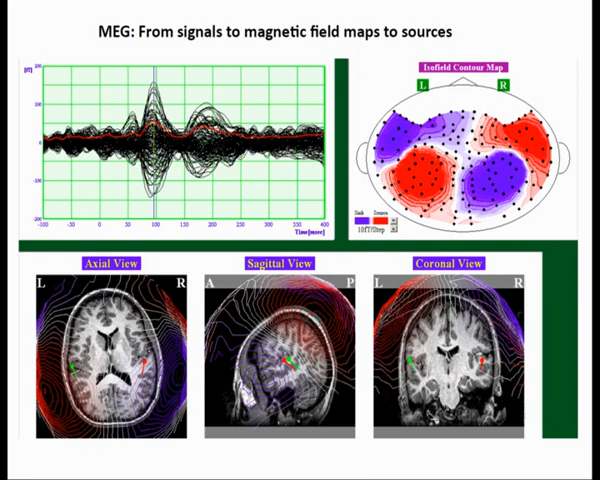 MEG: From signals to magnetic field maps to sources
[fT]
200
100
0
-100
-200
-100 -50 0 50 100 150 200 250 300 350 400
Time[msec]
Isofield Contour Map
L R
Sink Source
10fT/Step
Axial View
L R
Sagittal View
A P
Coronal View
L R